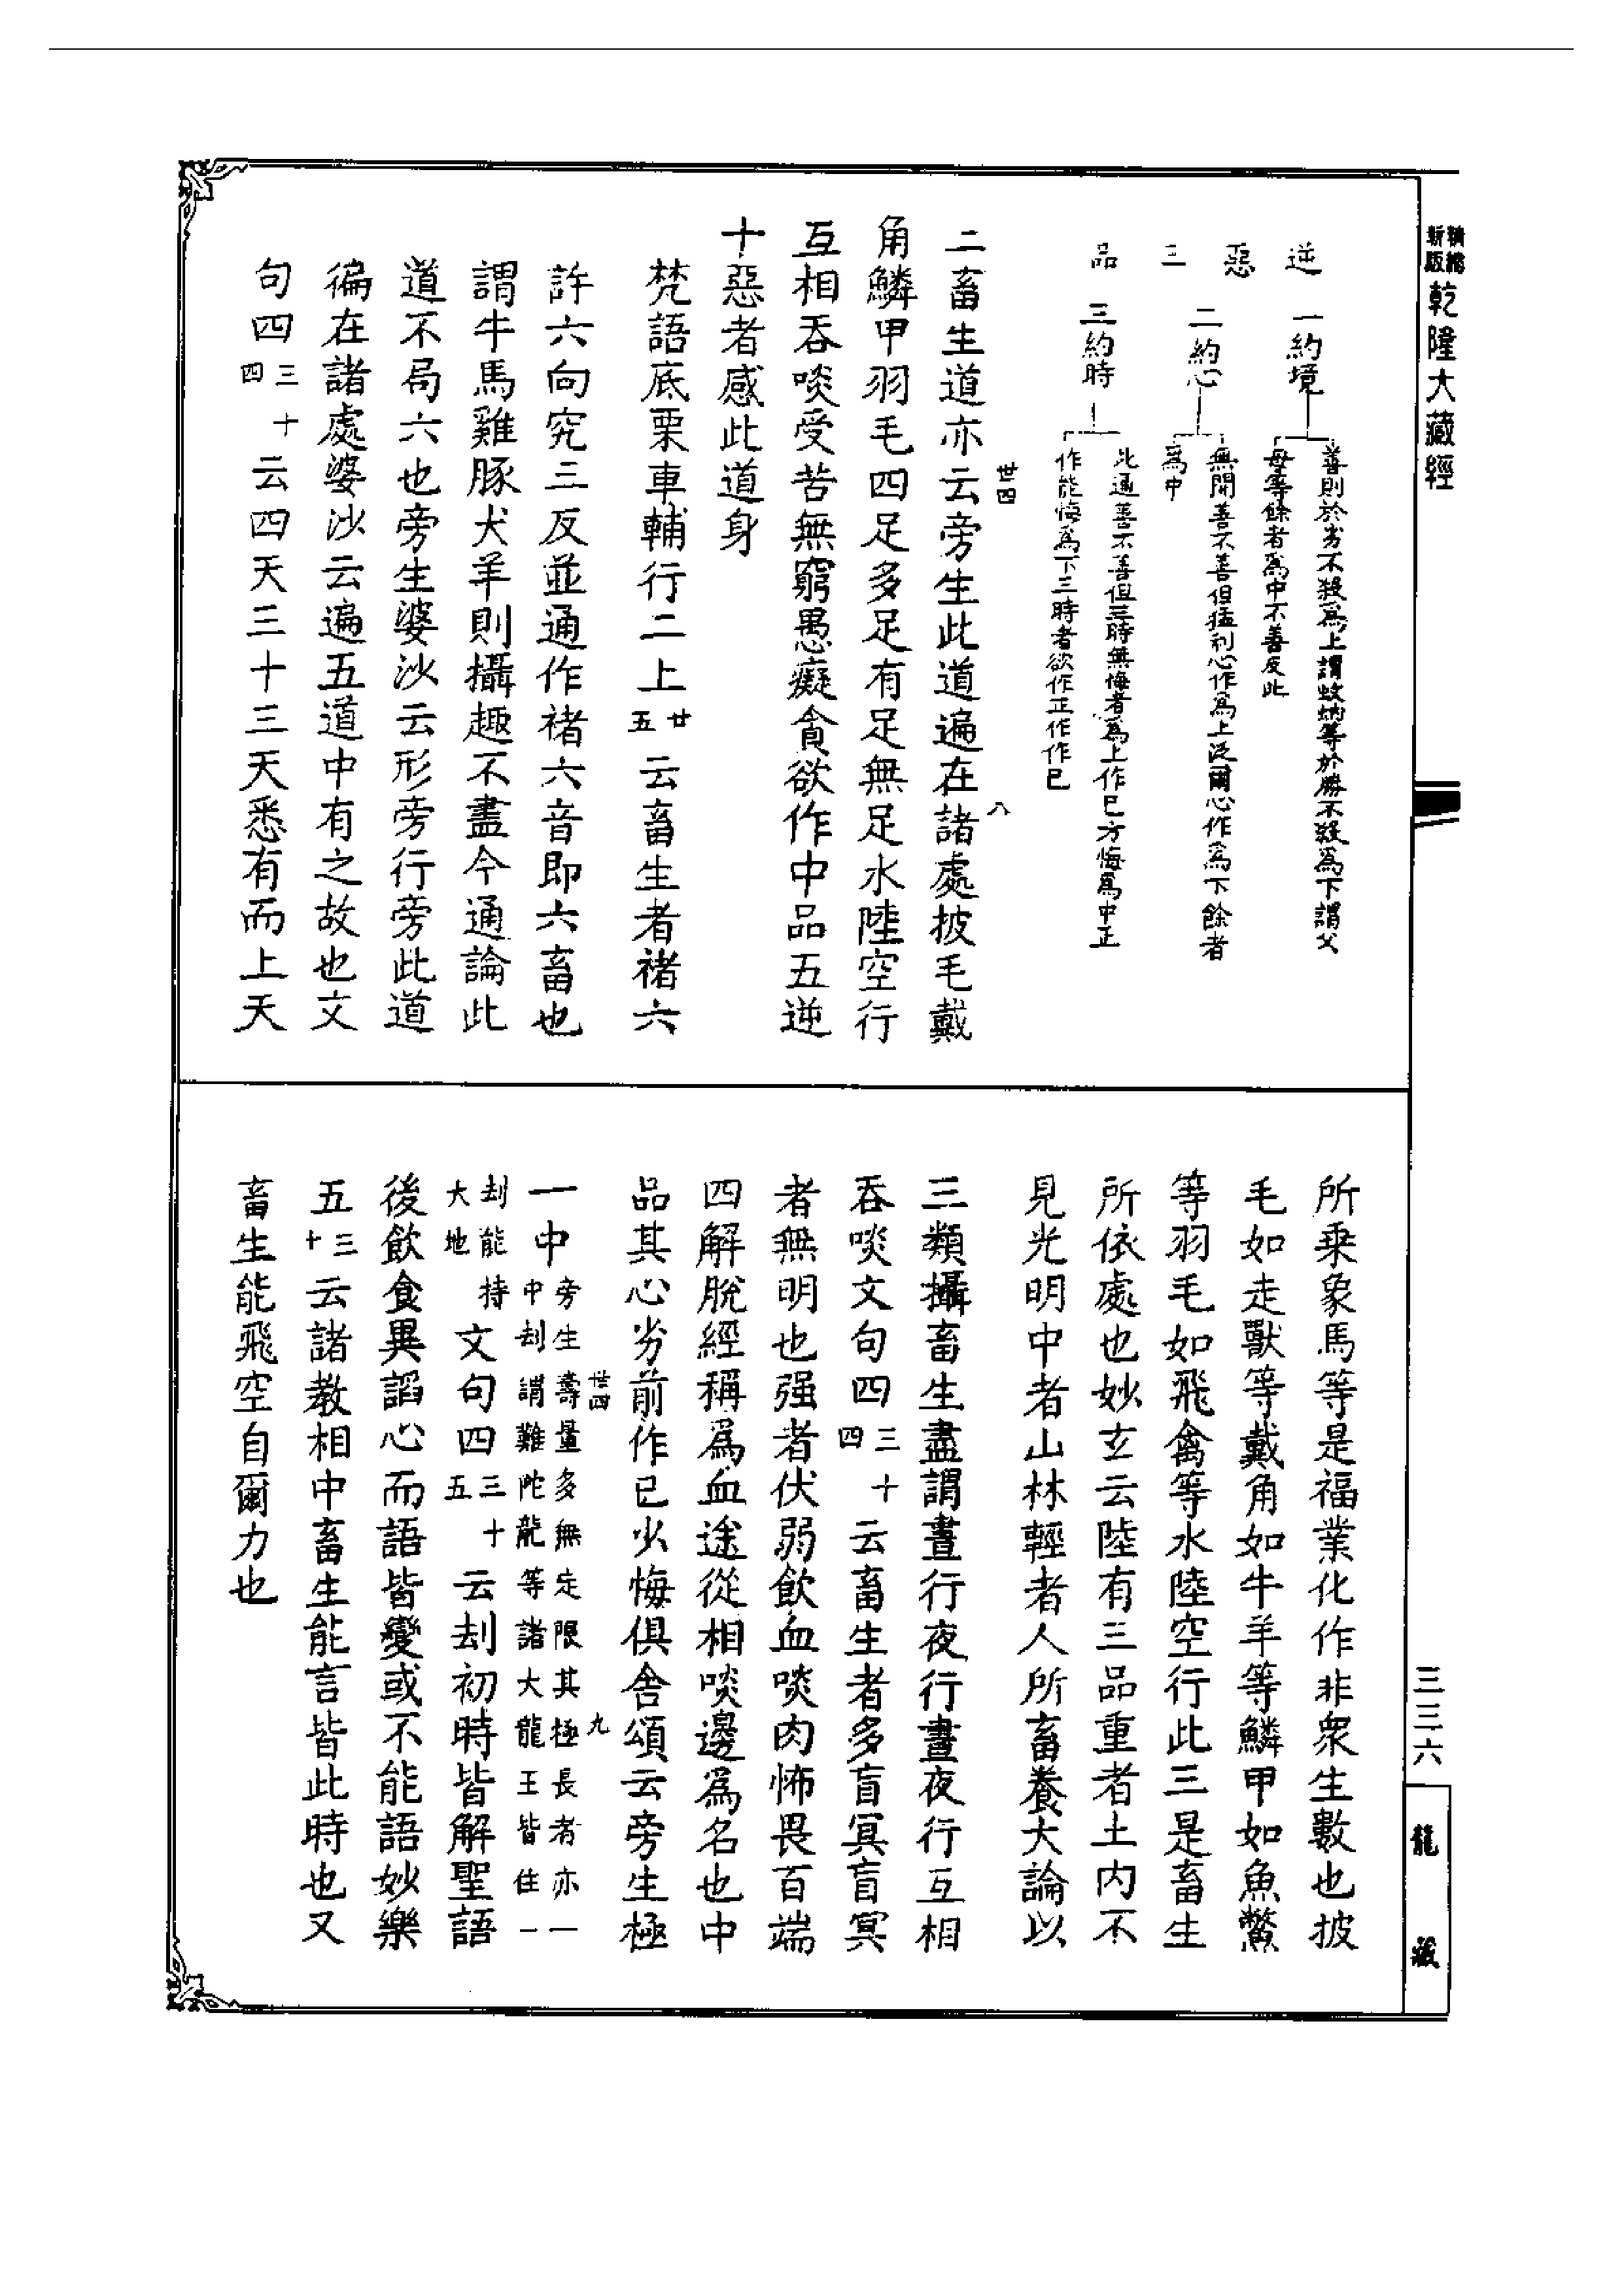 精縮
新版
乾隆大藏經
逆惡三品
一約境
善則於劣不殺爲上謂蚊蚋等於勝不殺爲下謂父
母等餘者爲中不善反此
二約心
無間善不善但猛利心作爲上泛爾心作爲下餘者
爲中
三約時
此通善不善但三時無悔者爲上作已方悔爲中正
作能悔爲下三時者欲作正作作已
世四
八
二畜生道亦云旁生此道遍在諸處披毛戴
角鱗甲羽毛四足多足有足無足水陸空行
互相吞啖受苦無窮愚癡貪欲作中品五逆
十惡者感此道身
梵語底栗車輔行二上廿五云畜生者褚六
許六向究三反並通作褚六音即六畜也
謂牛馬雞豚犬羊則攝趣不盡今通論此
道不局六也旁生婆沙云形旁行旁此道
徧在諸處婆沙云遍五道中有之故也文
句四三十四云四天三十三天悉有而上天
所乘象馬等是福業化作非衆生數也披
毛如走獸等戴角如牛羊等鱗甲如魚鱉
等羽毛如飛禽等水陸空行此三是畜生
所依處也妙玄云陸有三品重者土內不
見光明中者山林輕者人所畜養大論以
三類攝畜生盡謂晝行夜行晝夜行互相
吞啖文句四三十四云畜生者多盲冥盲冥
者無明也强者伏弱飲血啖肉怖畏百端
四解脫經稱爲血途從相啖邊爲名也中
品其心劣前作已少悔俱舍頌云旁生極
世四
九
一中旁生壽量多無定限其極長者亦一
中刦謂難陀龍等諸大龍王皆住一
刦能持
大地
文句四三十五云刦初時皆解聖語
後飲食異諂心而語皆變或不能語妙樂
五三十云諸教相中畜生能言皆此時也又
畜生能飛空自爾力也
三三六
龍藏